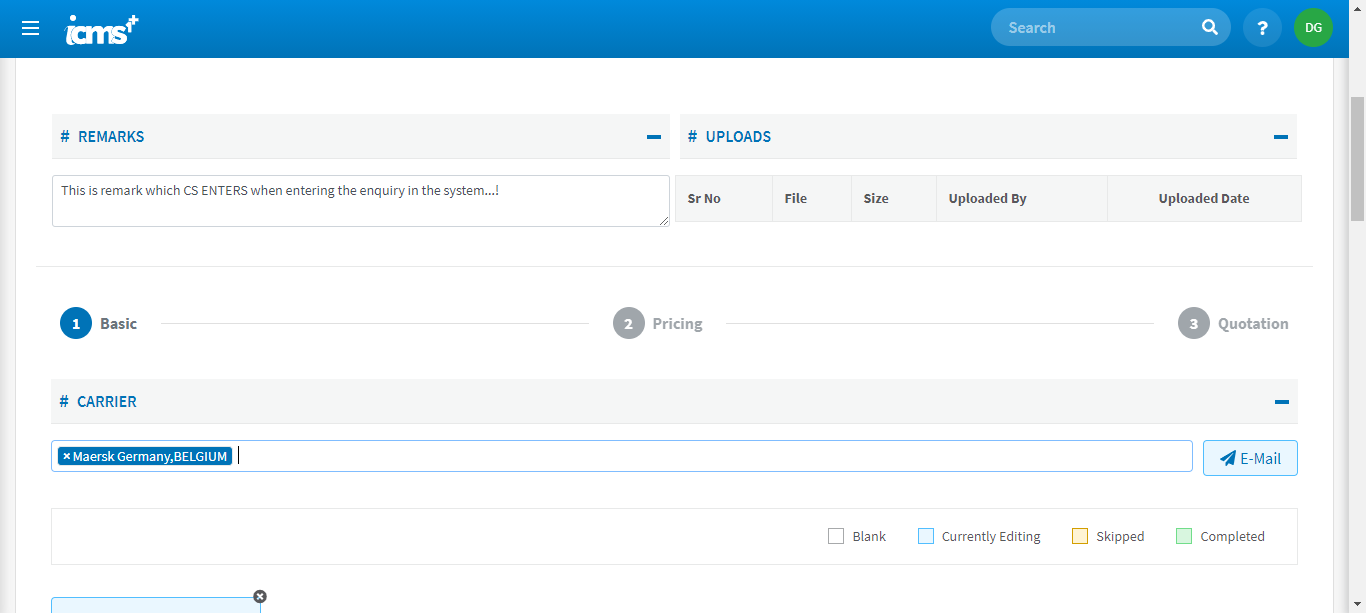 icms+
Search
?
DG
# REMARKS
# UPLOADS
This is remark which CS ENTERS when entering the enquiry in the system...!
Sr No File Size Uploaded By Uploaded Date
1 Basic
2 Pricing
3 Quotation
# CARRIER
×Maersk Germany,BELGIUM
E-Mail
Blank Currently Editing Skipped Completed